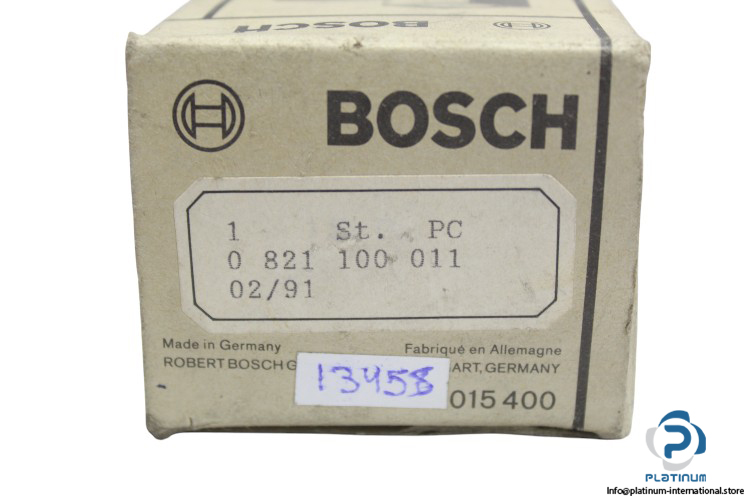 BOSCH
BOSCH
1 St. PC
0 821 100 011
02/91
Made in Germany
Fabriqué en Allemagne
ROBERT BOSCH G
ART, GERMANY
13458
015 400
PLATINUM
Info@platinum-international.store